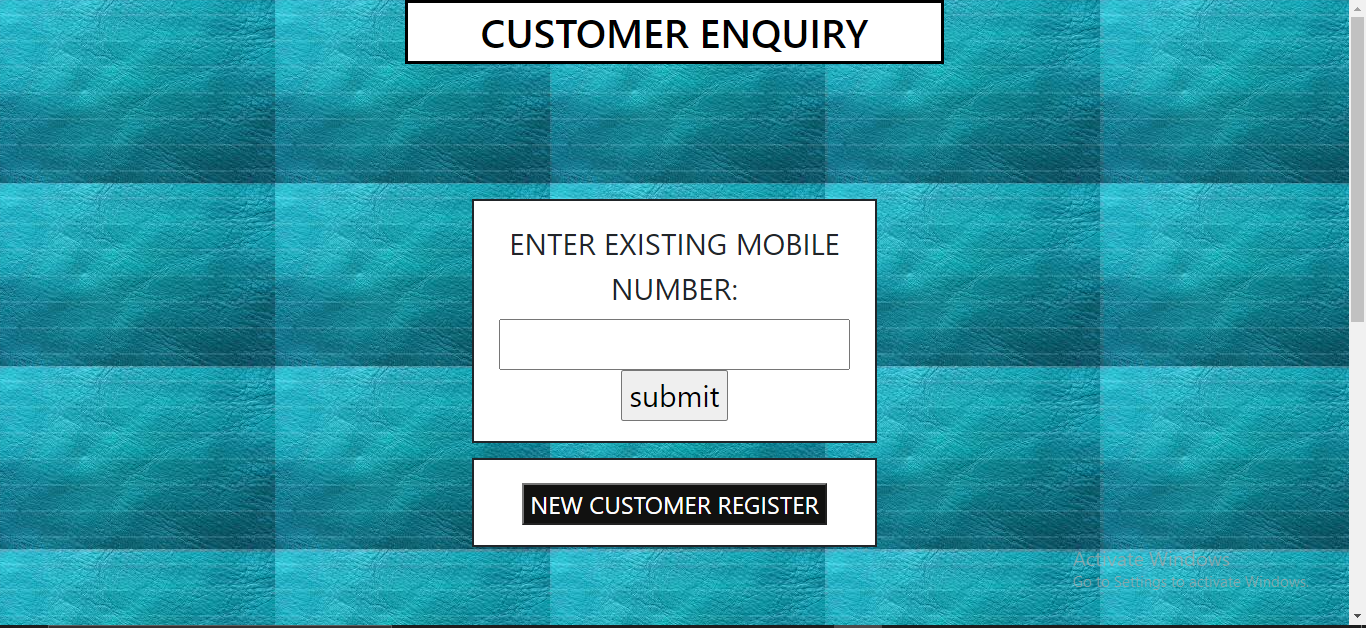 CUSTOMER ENQUIRY
ENTER EXISTING MOBILE
NUMBER:
submit
NEW CUSTOMER REGISTER
Activate Windows
Go to Settings to activate Windows.